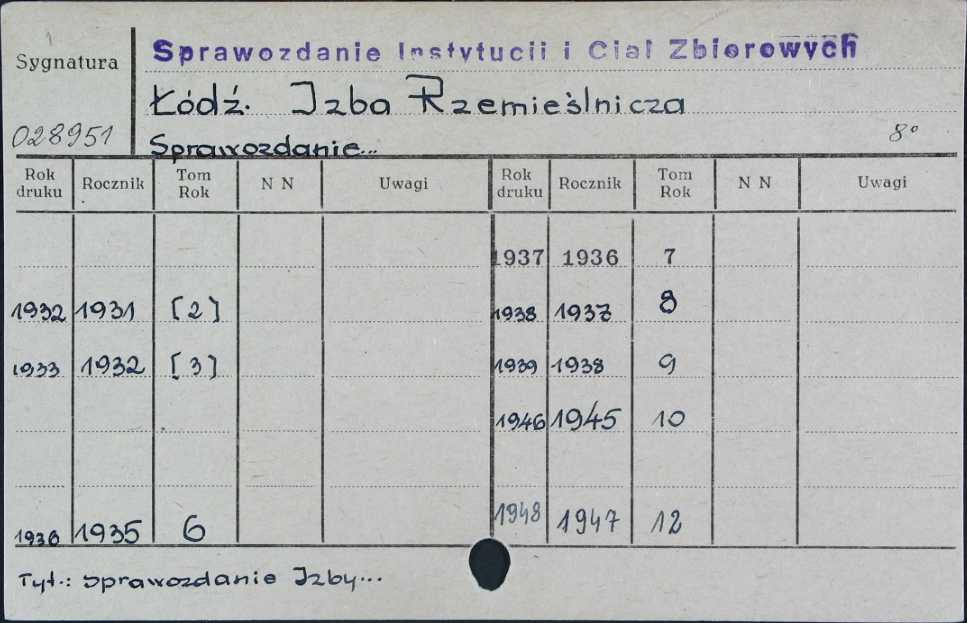 Sprawozdanie Instytucii i Cial Zbiorowych
Sygnatura
Łódź. Izba Rzemieślnicza
028951
8°
Sprawozdanie...
Rok druku Rocznik Tom Rok N N Uwagi Rok druku Rocznik Tom Rok N N Uwagi
1937 1936 7
1932 1931 [2] 1938 1937 8
1933 1932 [3] 1939 1938 9
1946 1945 10
1936 1935 6 1948 1947 12
Tyt.: Sprawozdanie Izby...